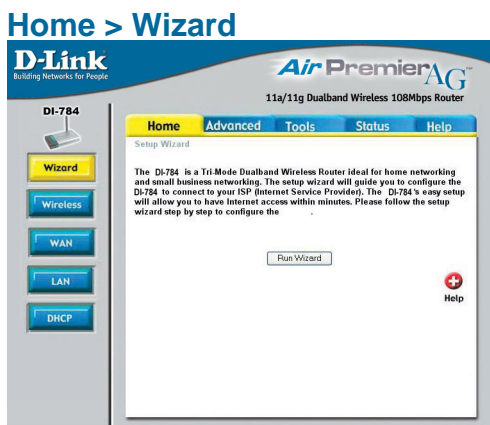 Home > Wizard
D-Link
Building Networks for People
Air PremierAG™
11a/11g Dualband Wireless 108Mbps Router
DI-784
Home Advanced Tools Status Help
Wizard
Wireless
WAN
LAN
DHCP
Setup Wizard
The DI-784 is a Tri-Mode Dualband Wireless Router ideal for home networking
and small business networking. The setup wizard will guide you to configure the
DI-784 to connect to your ISP (Internet Service Provider). The DI-784's easy setup
will allow you to have Internet access within minutes. Please follow the setup
wizard step by step to configure the .
Run Wizard
Help